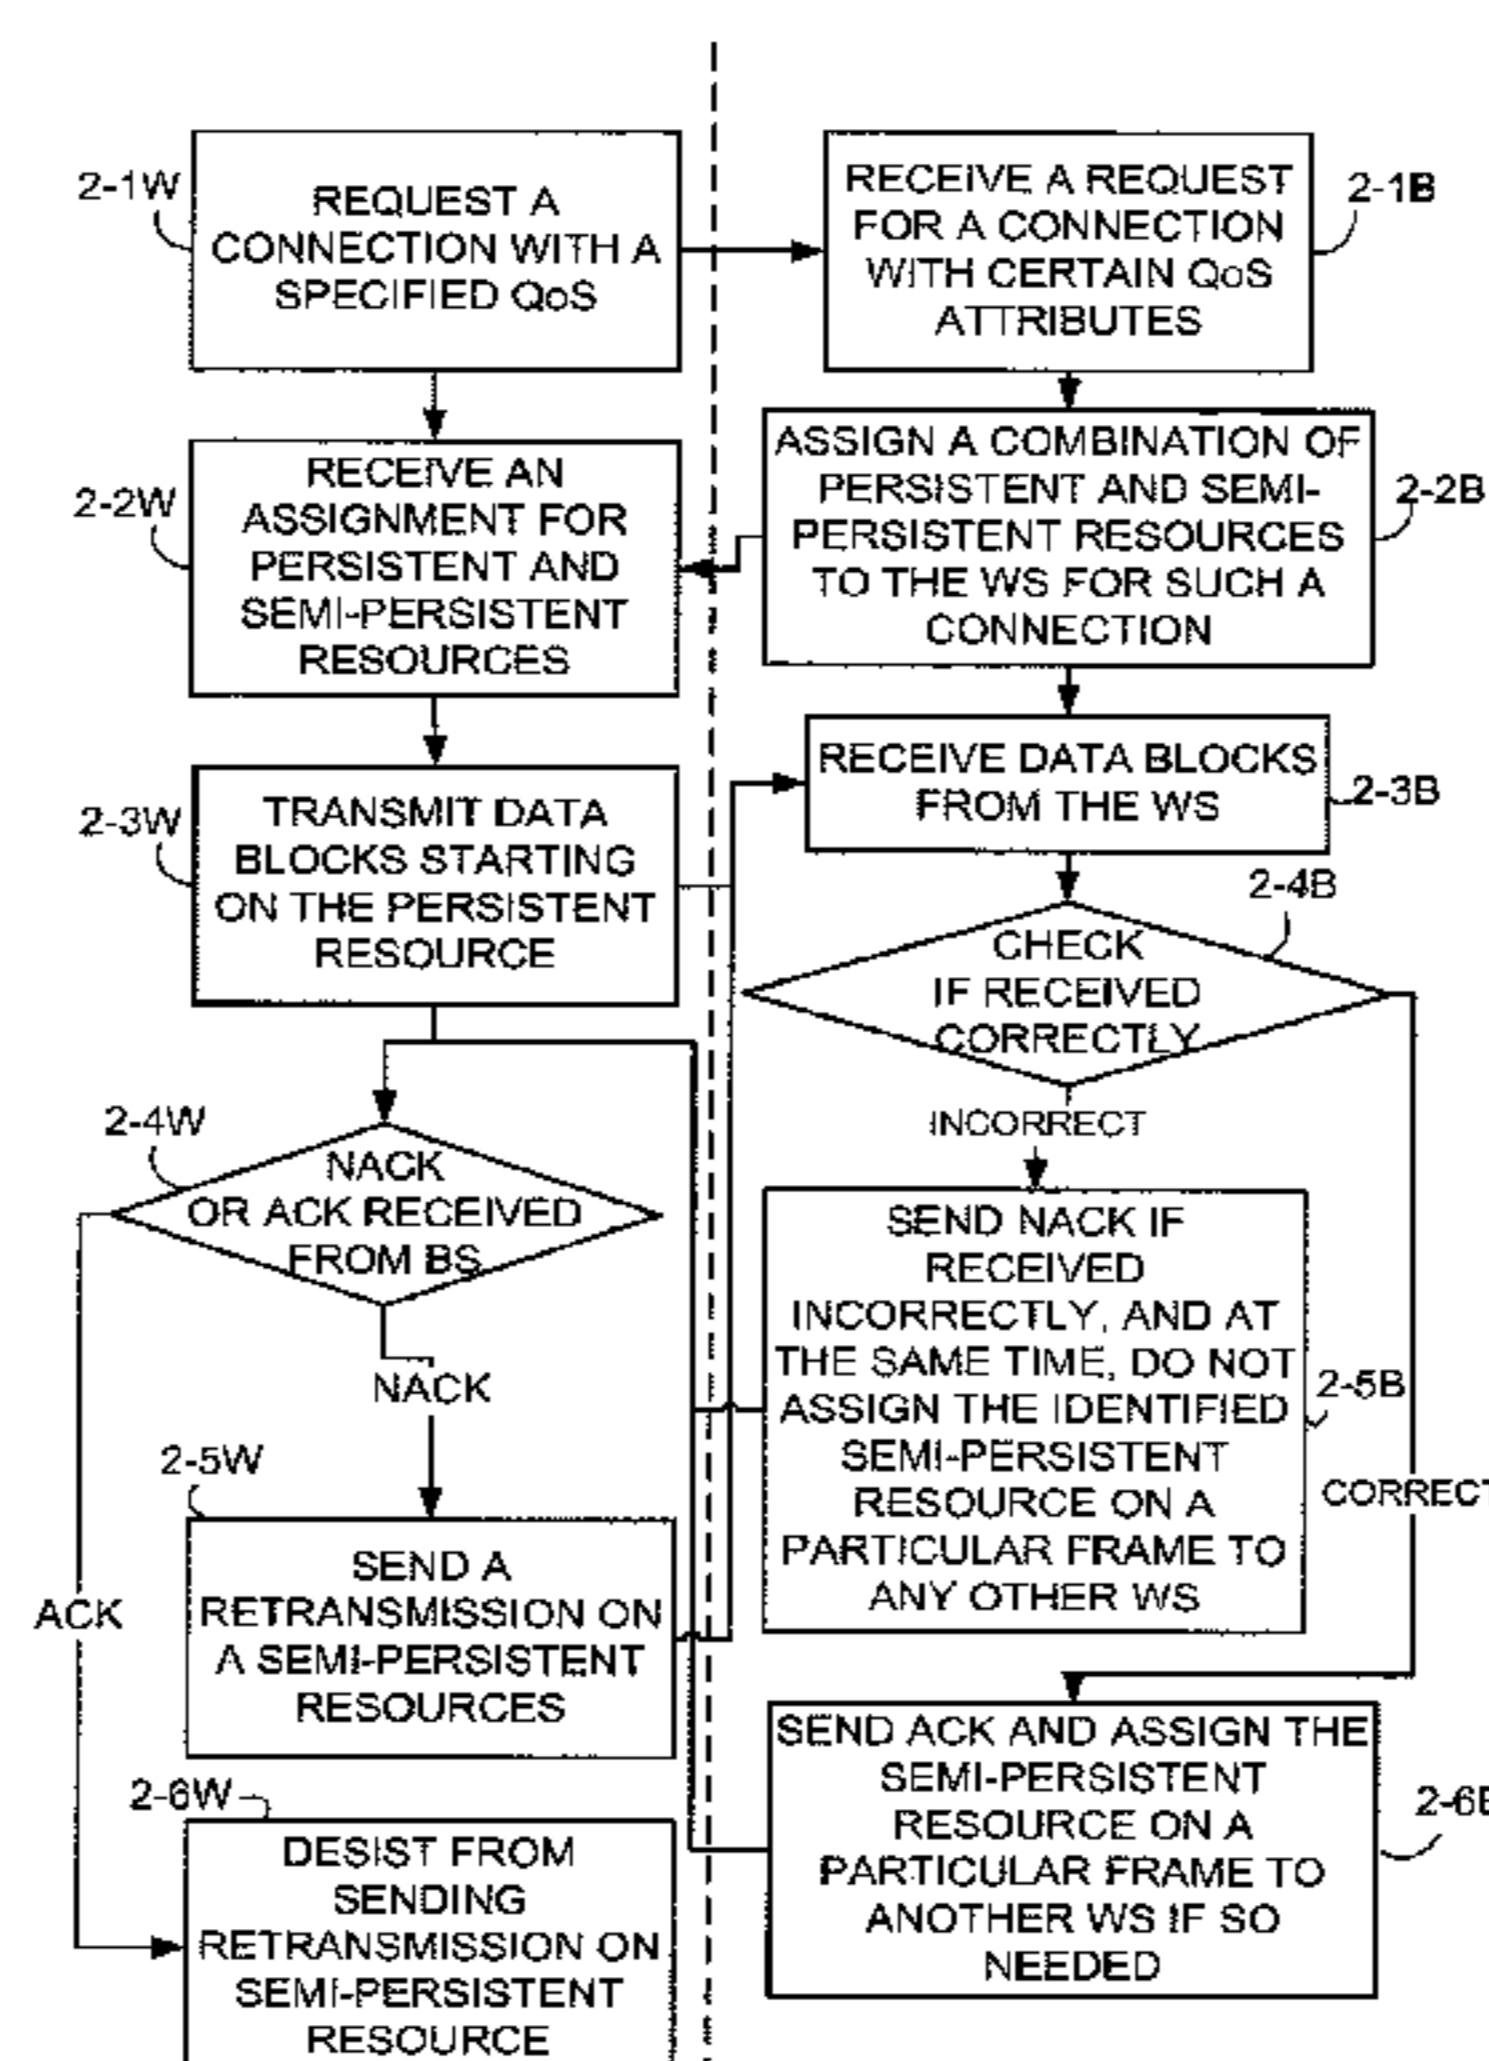 2-1W
REQUEST A
CONNECTION WITH A
SPECIFIED QoS
RECEIVE A REQUEST
FOR A CONNECTION
WITH CERTAIN QoS
ATTRIBUTES
2-1B
2-2W
RECEIVE AN
ASSIGNMENT FOR
PERSISTENT AND
SEMI-PERSISTENT
RESOURCES
ASSIGN A COMBINATION OF
PERSISTENT AND SEMI-
PERSISTENT RESOURCES
TO THE WS FOR SUCH A
CONNECTION
2-2B
2-3W
TRANSMIT DATA
BLOCKS STARTING
ON THE PERSISTENT
RESOURCE
RECEIVE DATA BLOCKS
FROM THE WS
2-3B
2-4B
CHECK
IF RECEIVED
CORRECTLY
INCORRECT
2-4W
NACK
OR ACK RECEIVED
FROM BS
NACK
SEND NACK IF
RECEIVED
INCORRECTLY, AND AT
THE SAME TIME, DO NOT
ASSIGN THE IDENTIFIED
SEMI-PERSISTENT
RESOURCE ON A
PARTICULAR FRAME TO
ANY OTHER WS
2-5B
CORRECT
2-5W
SEND A
RETRANSMISSION ON
A SEMI-PERSISTENT
RESOURCES
ACK
SEND ACK AND ASSIGN THE
SEMI-PERSISTENT
RESOURCE ON A
PARTICULAR FRAME TO
ANOTHER WS IF SO
NEEDED
2-6B
2-6W
DESIST FROM
SENDING
RETRANSMISSION ON
SEMI-PERSISTENT
RESOURCE